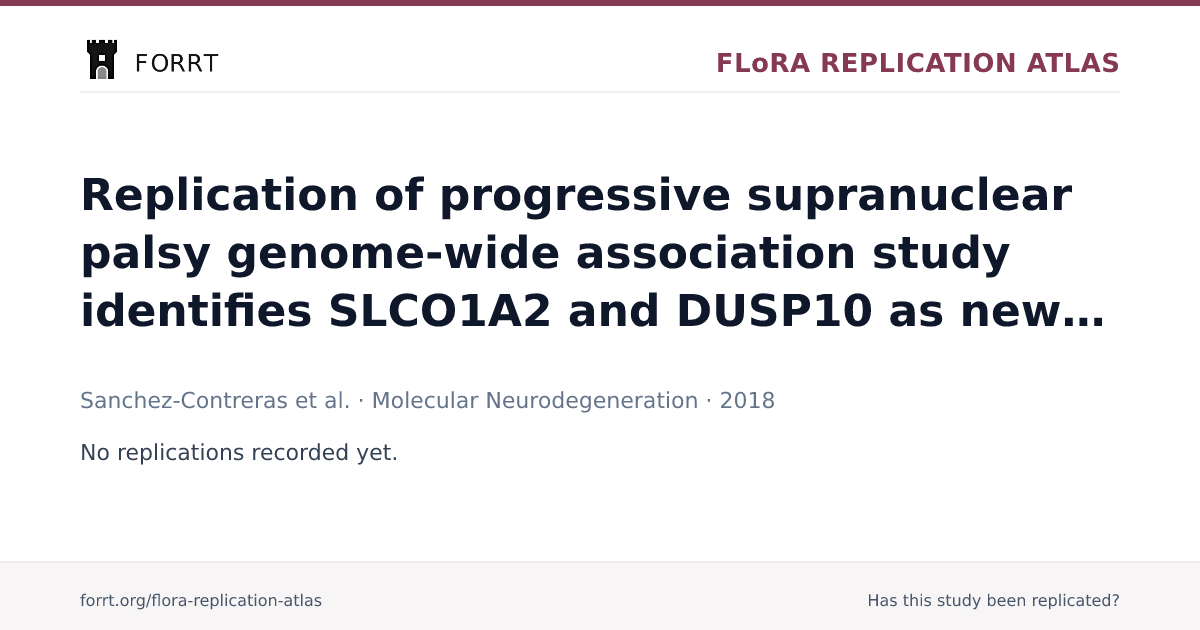 FORRT
FLoRA REPLICATION ATLAS
Replication of progressive supranuclear
palsy genome-wide association study
identifies SLCO1A2 and DUSP10 as new…
Sanchez-Contreras et al. · Molecular Neurodegeneration · 2018
No replications recorded yet.
forrt.org/flora-replication-atlas
Has this study been replicated?